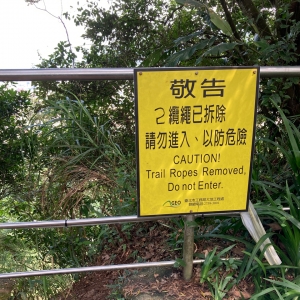 敬告
2纜繩已拆除
請勿進入、以防危險
CAUTION!
Trail Ropes Removed,
Do not Enter.
GEO